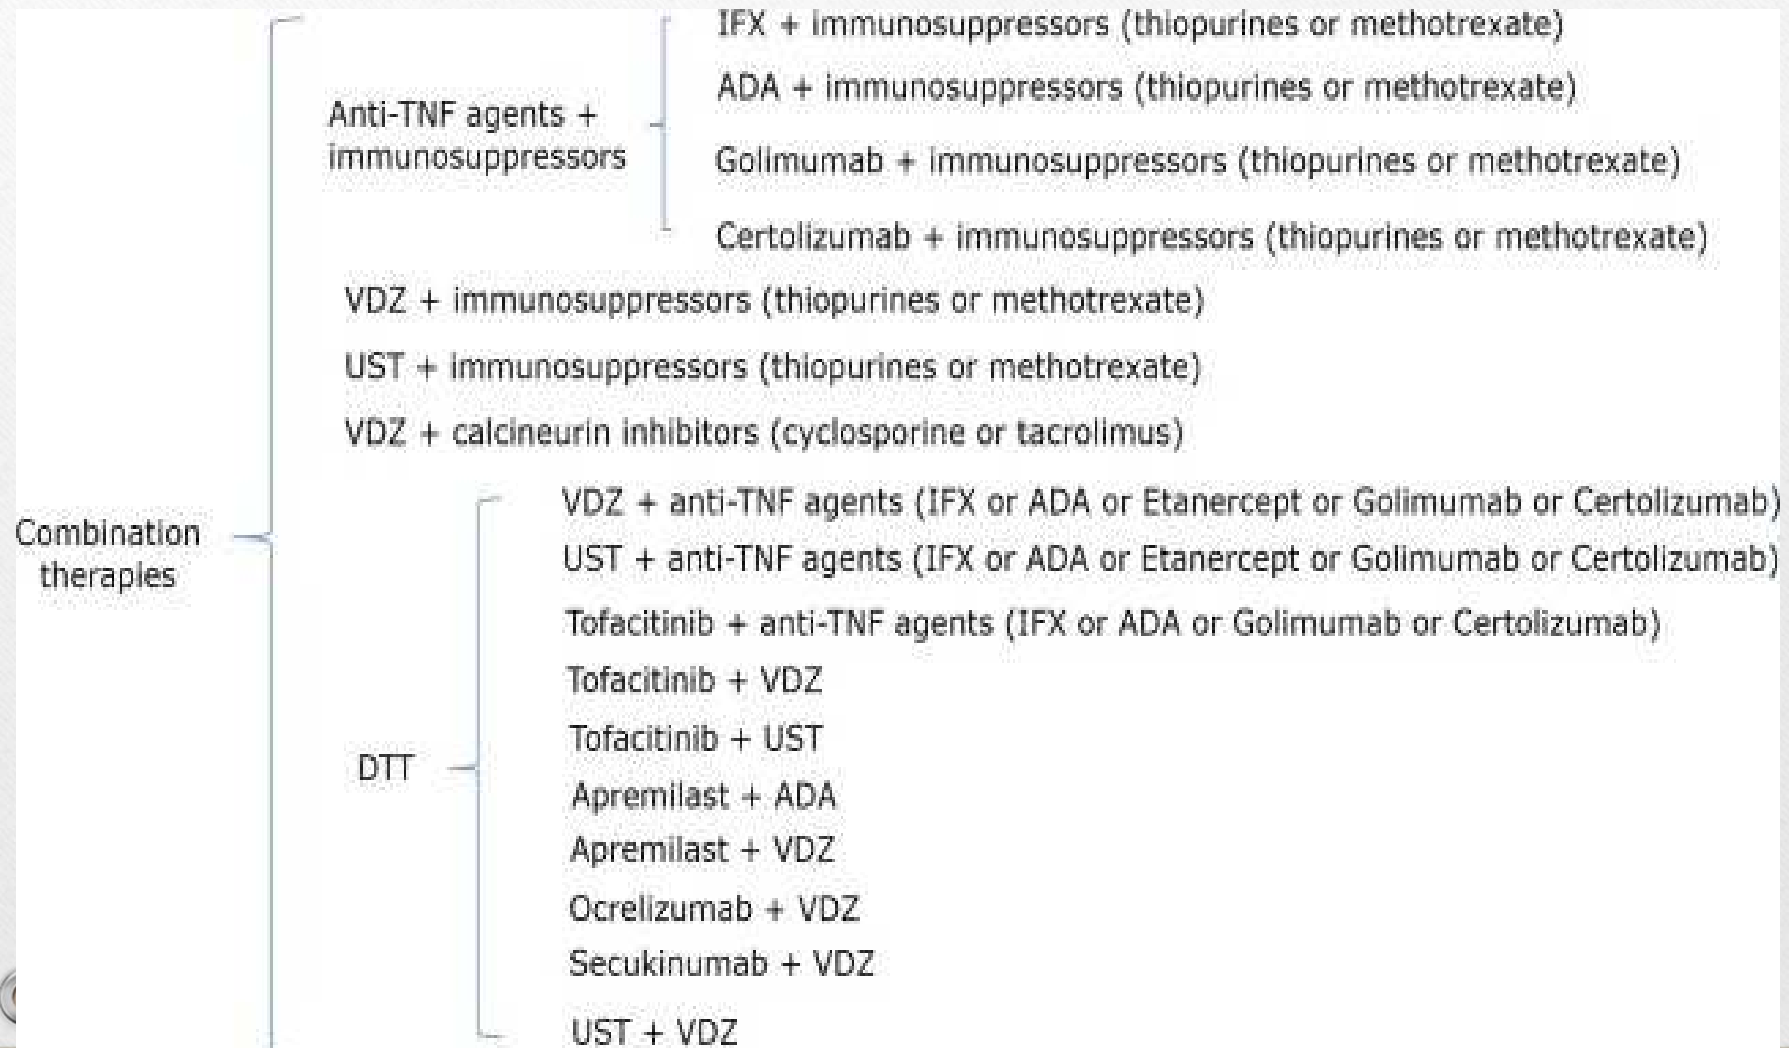 IFX + immunosuppressors (thiopurines or methotrexate)
ADA + immunosuppressors (thiopurines or methotrexate)
Anti-TNF agents +
immunosuppressors
Golimumab + immunosuppressors (thiopurines or methotrexate)
Certolizumab + immunosuppressors (thiopurines or methotrexate)
VDZ + immunosuppressors (thiopurines or methotrexate)
UST + immunosuppressors (thiopurines or methotrexate)
VDZ + calcineurin inhibitors (cyclosporine or tacrolimus)
Combination
therapies
DTT
VDZ + anti-TNF agents (IFX or ADA or Etanercept or Golimumab or Certolizumab)
UST + anti-TNF agents (IFX or ADA or Etanercept or Golimumab or Certolizumab)
Tofacitinib + anti-TNF agents (IFX or ADA or Golimumab or Certolizumab)
Tofacitinib + VDZ
Tofacitinib + UST
Apremilast + ADA
Apremilast + VDZ
Ocrelizumab + VDZ
Secukinumab + VDZ
UST + VDZ